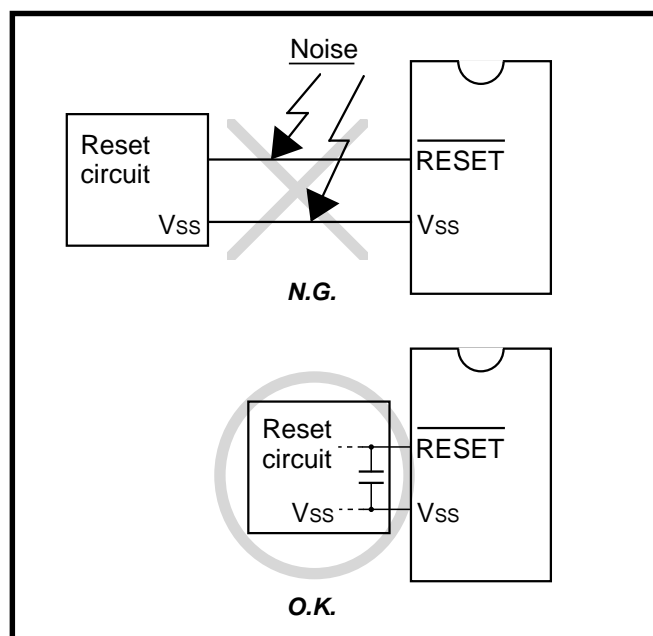 Noise
Reset
circuit
RESET
Vss
Vss
N.G.
Reset
circuit
RESET
Vss
Vss
O.K.